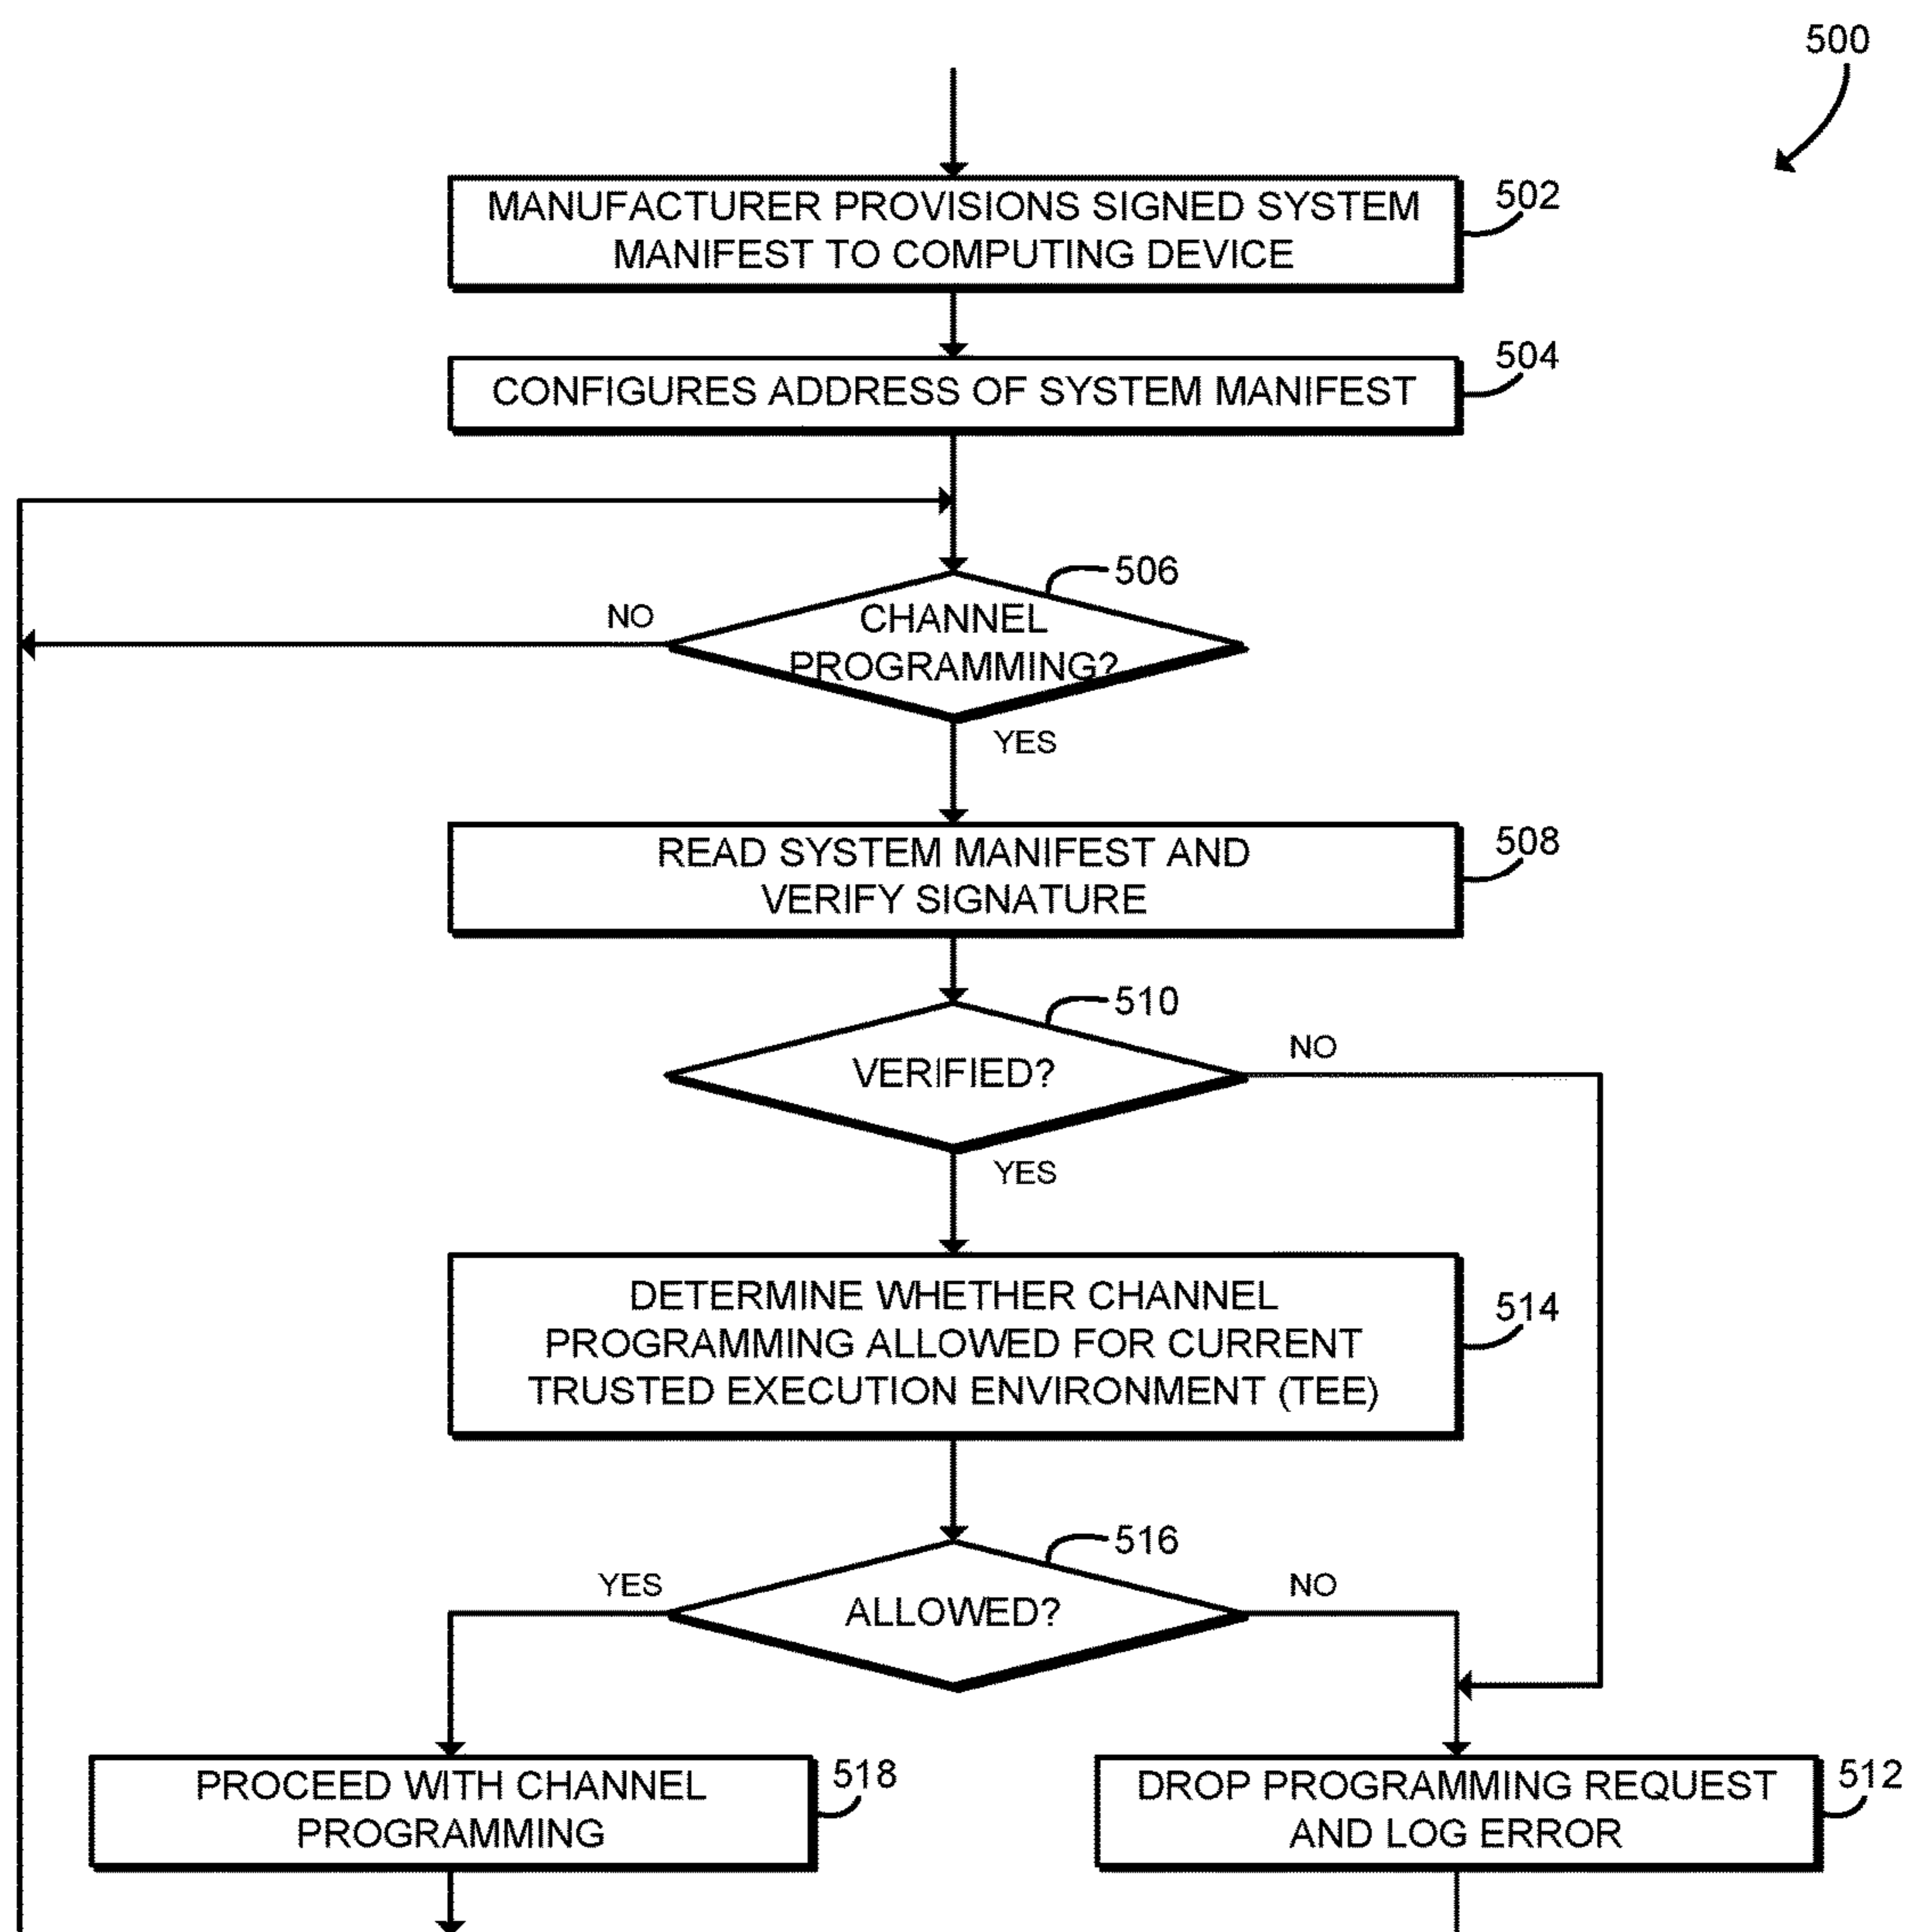 500
MANUFACTURER PROVISIONS SIGNED SYSTEM
MANIFEST TO COMPUTING DEVICE
502
CONFIGURES ADDRESS OF SYSTEM MANIFEST
504
506
CHANNEL
PROGRAMMING?
NO
YES
READ SYSTEM MANIFEST AND
VERIFY SIGNATURE
508
510
VERIFIED?
NO
YES
DETERMINE WHETHER CHANNEL
PROGRAMMING ALLOWED FOR CURRENT
TRUSTED EXECUTION ENVIRONMENT (TEE)
514
516
ALLOWED?
YES
NO
PROCEED WITH CHANNEL
PROGRAMMING
518
DROP PROGRAMMING REQUEST
AND LOG ERROR
512